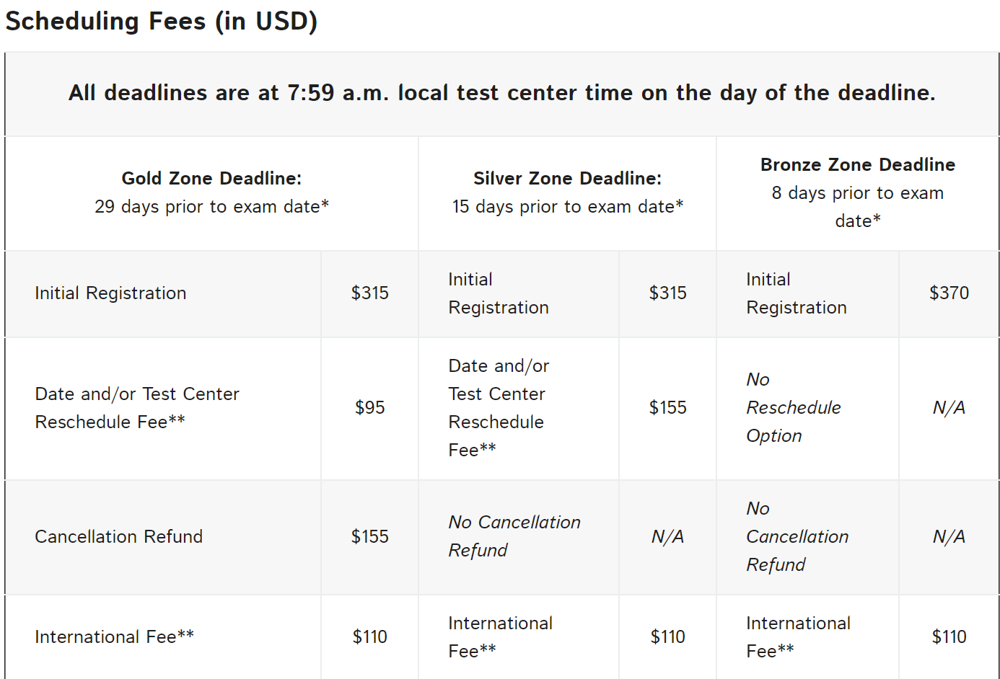 Scheduling Fees (in USD)
All deadlines are at 7:59 a.m. local test center time on the day of the deadline.
Gold Zone Deadline:
29 days prior to exam date*
Silver Zone Deadline:
15 days prior to exam date*
Bronze Zone Deadline
8 days prior to exam
date*
Initial Registration
$315
Initial
Registration
$315
Initial
Registration
$370
Date and/or Test Center
Reschedule Fee**
$95
Date and/or
Test Center
Reschedule
Fee**
$155
No
Reschedule
Option
N/A
Cancellation Refund
$155
No Cancellation
Refund
N/A
No
Cancellation
Refund
N/A
International Fee**
$110
International
Fee**
$110
International
Fee**
$110